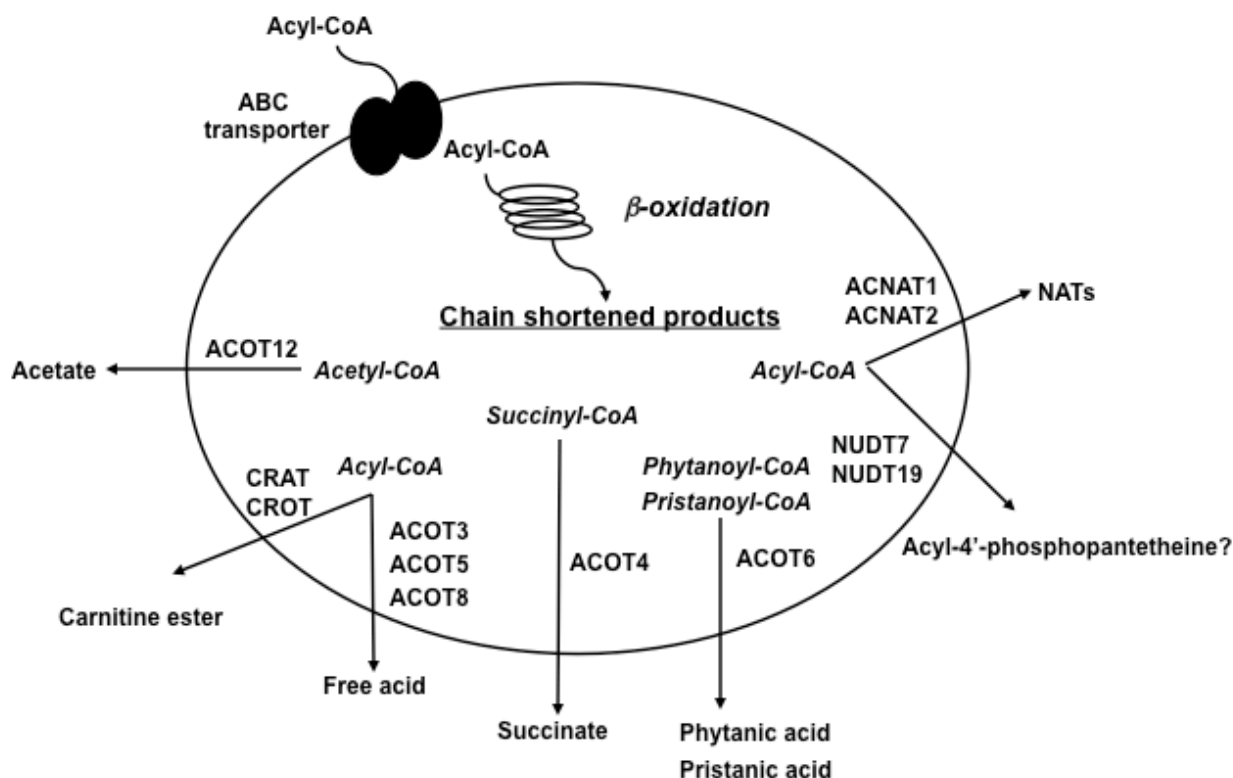 Acyl-CoA
ABC
transporter
Acyl-CoA
β-oxidation
Chain shortened products
ACNAT1
ACNAT2
NATs
ACOT12
Acetate
Acetyl-CoA
Acyl-CoA
Succinyl-CoA
CRAT
CROT
Acyl-CoA
Phytanoyl-CoA
Pristanoyl-CoA
NUDT7
NUDT19
ACOT3
ACOT5
ACOT8
ACOT4
ACOT6
Acyl-4'-phosphopantetheine?
Carnitine ester
Free acid
Succinate
Phytanic acid
Pristanic acid